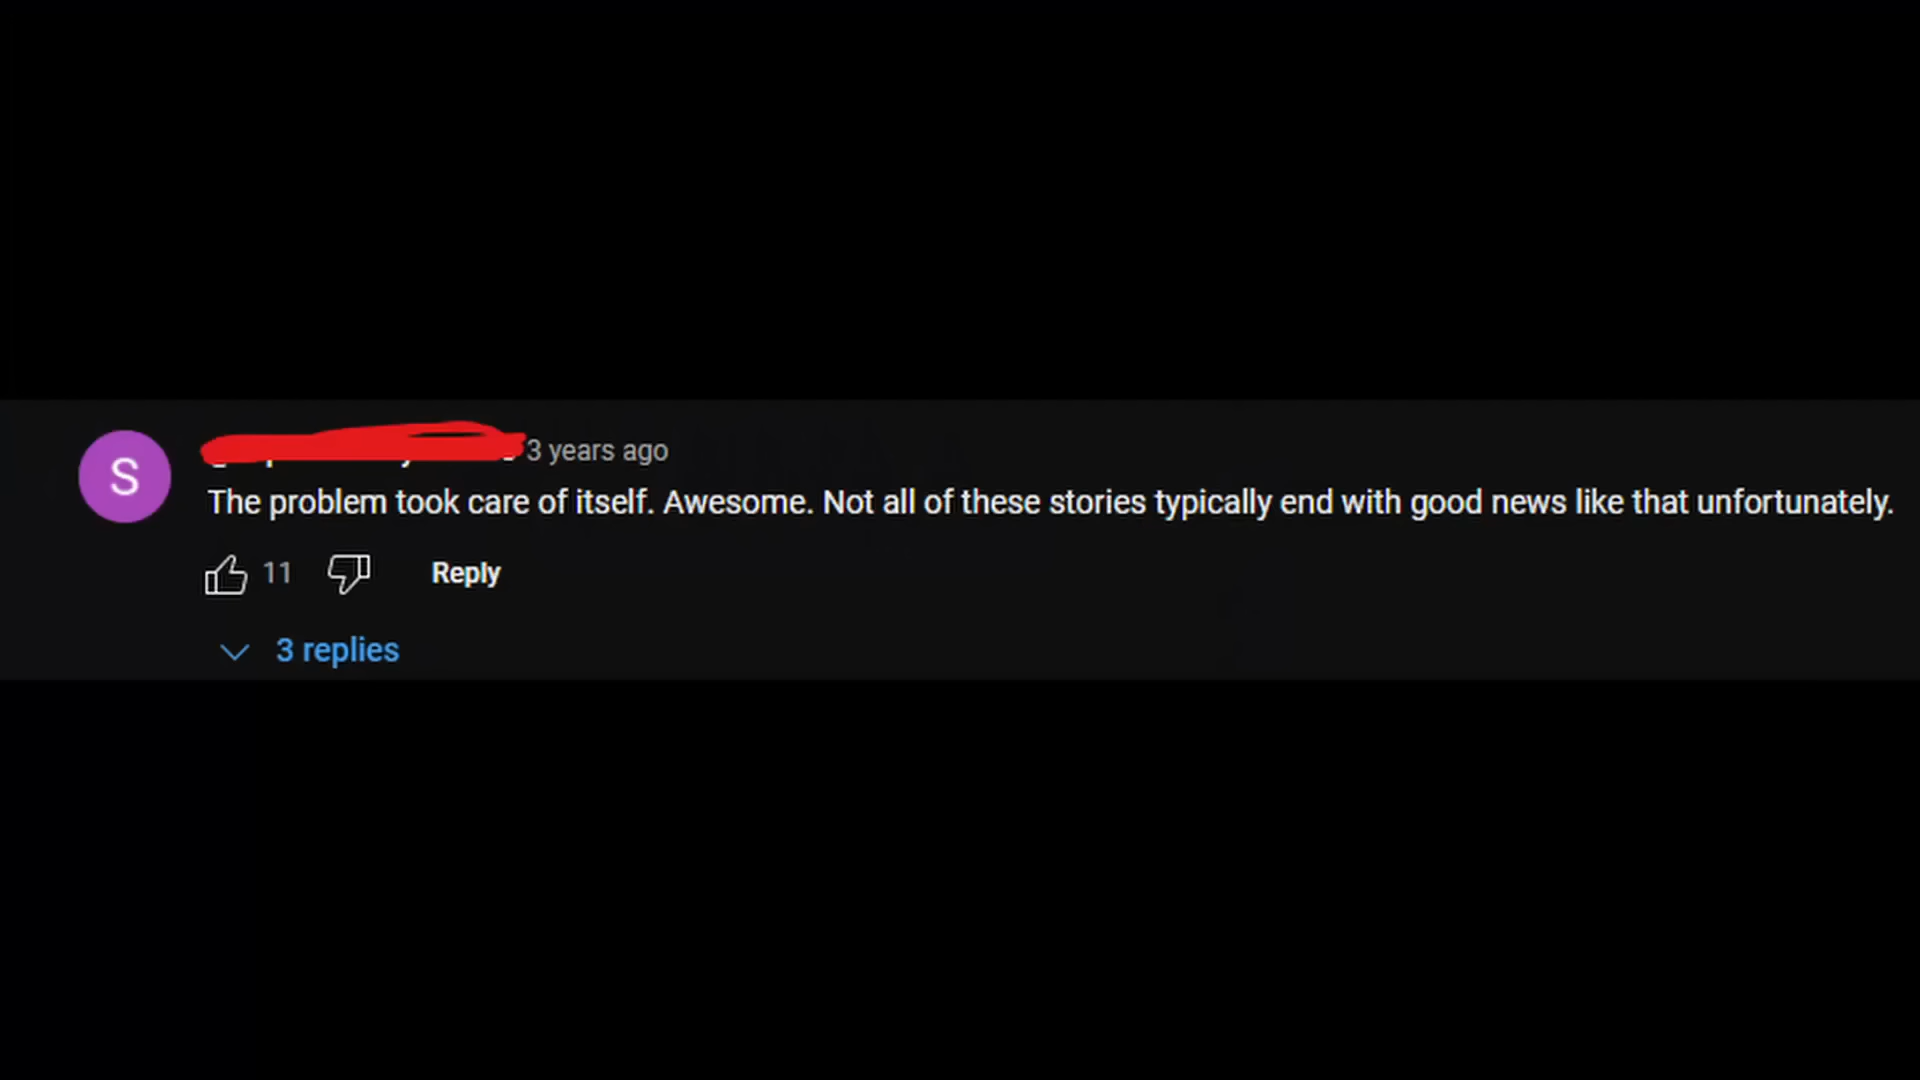 S
3 years ago
The problem took care of itself. Awesome. Not all of these stories typically end with good news like that unfortunately.
11
Reply
3 replies